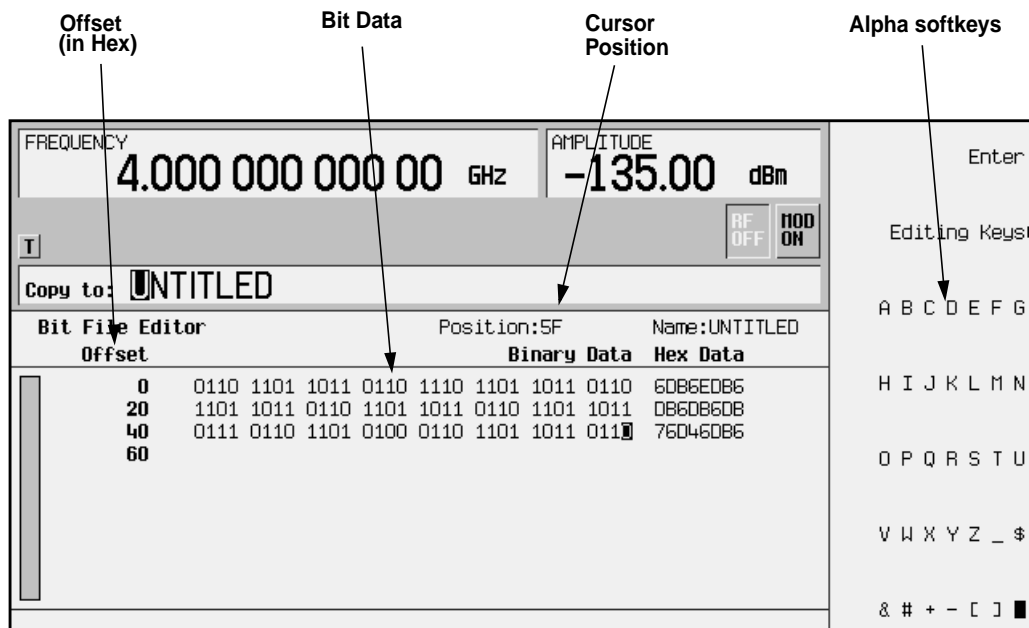 Offset
(in Hex)
Bit Data
Cursor
Position
Alpha softkeys
FREQUENCY
4.000 000 000 00 GHz
AMPLITUDE
-135.00 dBm
RF
OFF
MOD
ON
T
Copy to: UNTITLED
Bit File Editor Position:5F Name:UNTITLED
Offset Binary Data Hex Data
0 0110 1101 1011 0110 1110 1101 1011 0110 6DB6EDB6
20 1101 1011 0110 1101 1011 0110 1101 1011 DB6DB6DB
40 0111 0110 1101 0100 0110 1101 1011 0110 76D46DB6
60
Enter
Editing Keys
A B C D E F G
H I J K L M N
O P Q R S T U
V W X Y Z _ $
& # + - [ ]